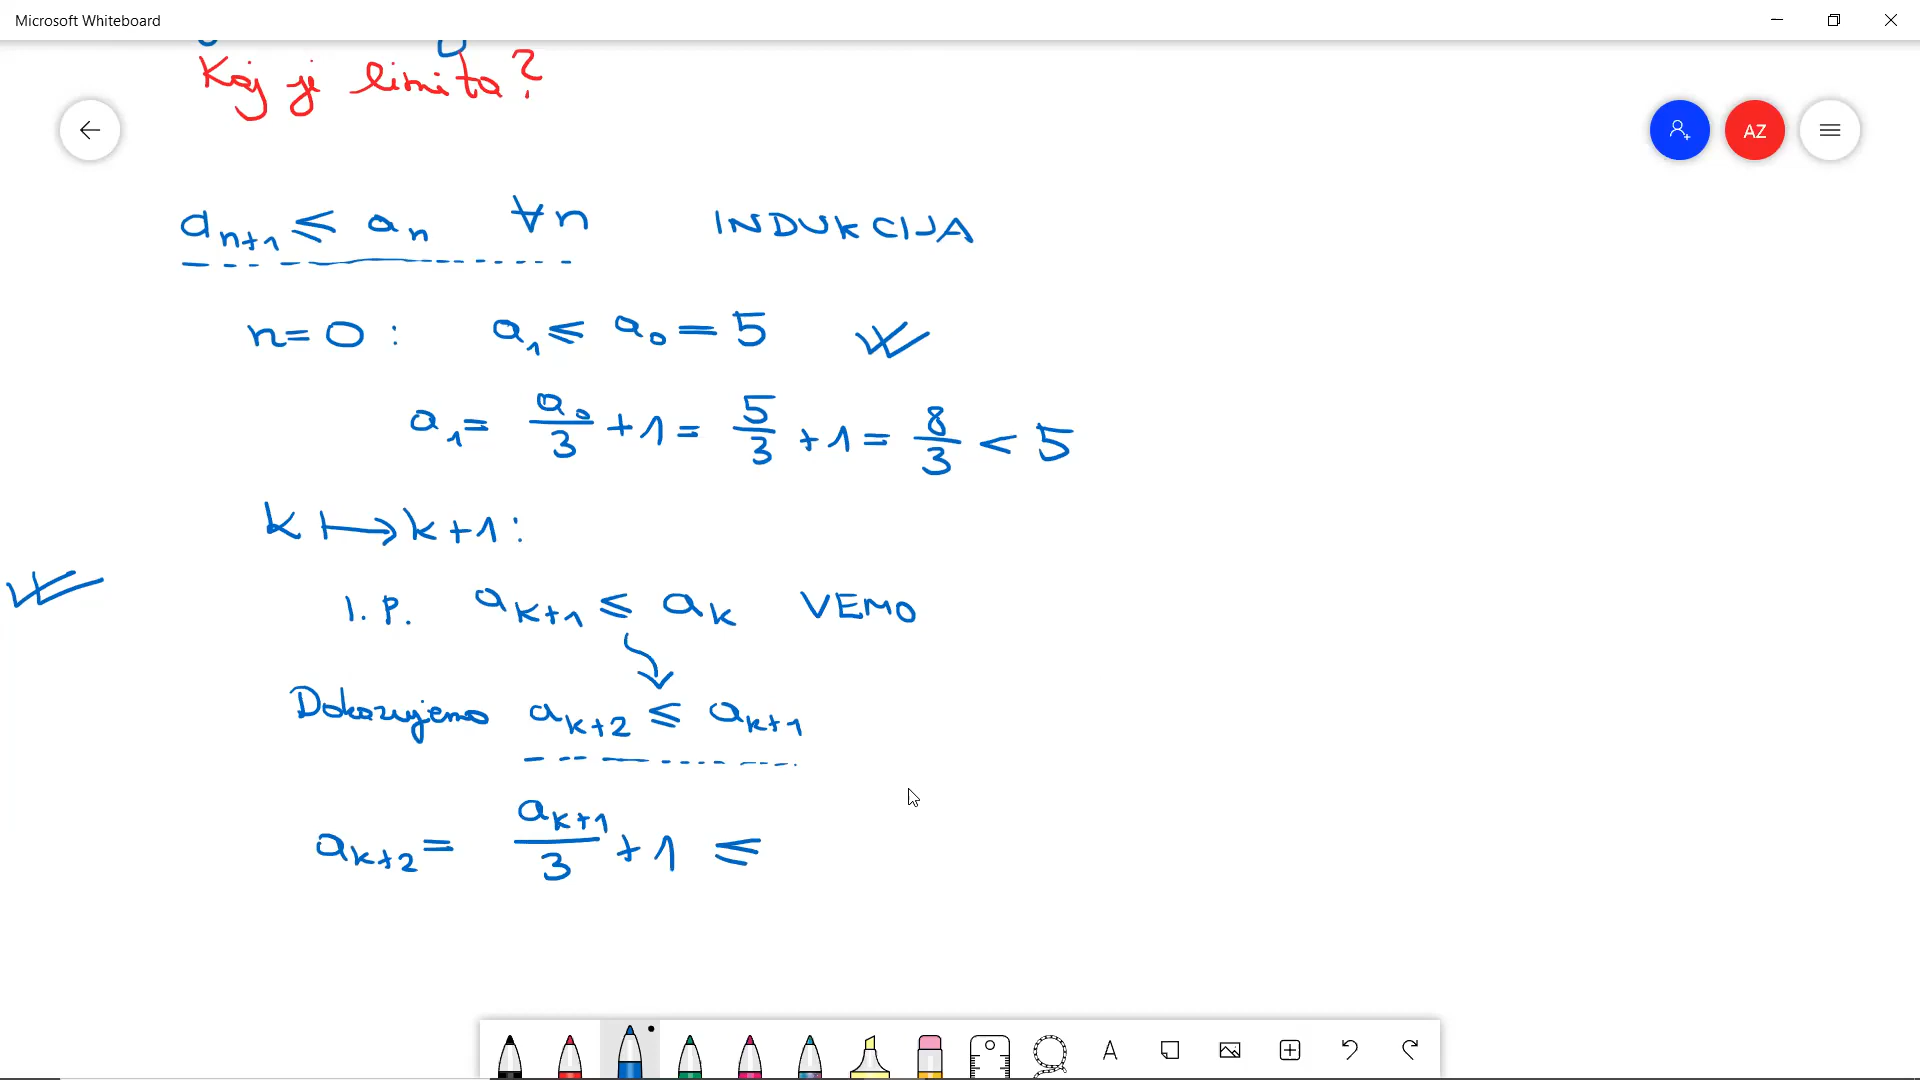 Microsoft Whiteboard
Kaj je limita?
AZ
a_{n+1} ≤ a_n ∀n INDUKCIJA
n=0: a_1 ≤ a_0 = 5
a_1 = a_0/3 + 1 = 5/3 + 1 = 8/3 < 5
k ↦ k+1:
I.P. a_{k+1} ≤ a_k VEMO
Dokazujemo a_{k+2} ≤ a_{k+1}
a_{k+2} = a_{k+1}/3 + 1 ≤
A